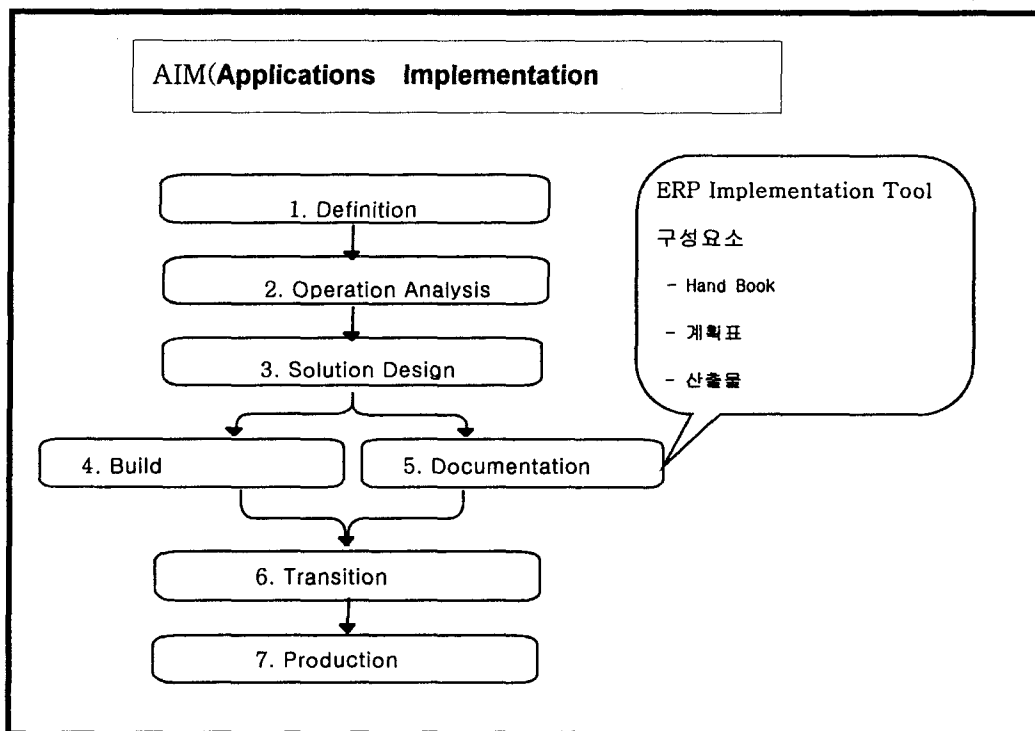 AIM(Applications Implementation
1. Definition
2. Operation Analysis
3. Solution Design
4. Build
5. Documentation
6. Transition
7. Production
ERP Implementation Tool
구성요소
- Hand Book
- 계획표
- 산출물